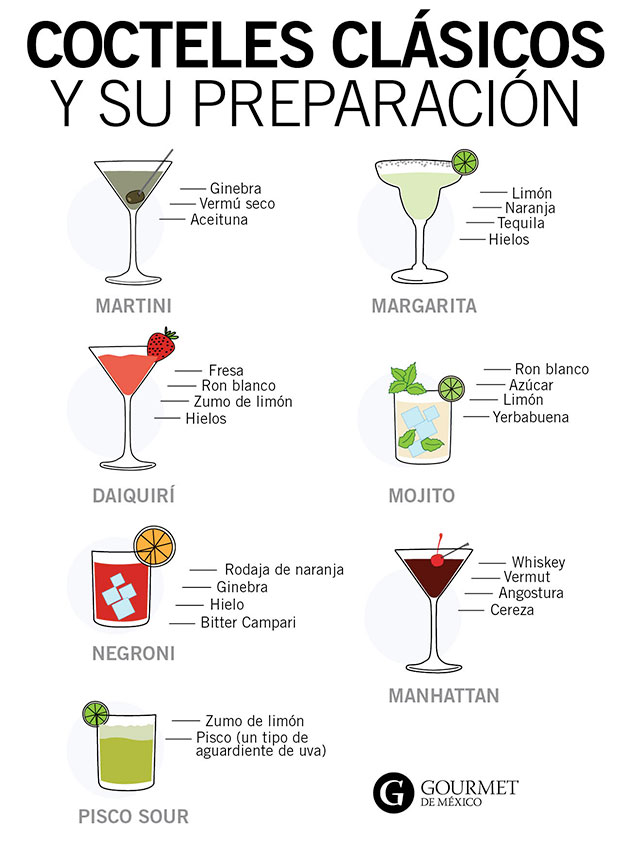 COCTELES CLÁSICOS
Y SU PREPARACIÓN
Ginebra
Vermú seco
Aceituna
MARTINI
Limón
Naranja
Tequila
Hielos
MARGARITA
Fresa
Ron blanco
Zumo de limón
Hielos
DAIQUIRÍ
Ron blanco
Azúcar
Limón
Yerbabuena
MOJITO
Rodaja de naranja
Ginebra
Hielo
Bitter Campari
NEGRONI
Whiskey
Vermut
Angostura
Cereza
MANHATTAN
Zumo de limón
Pisco (un tipo de
aguardiente de uva)
PISCO SOUR
G
GOURMET
DE MÉXICO